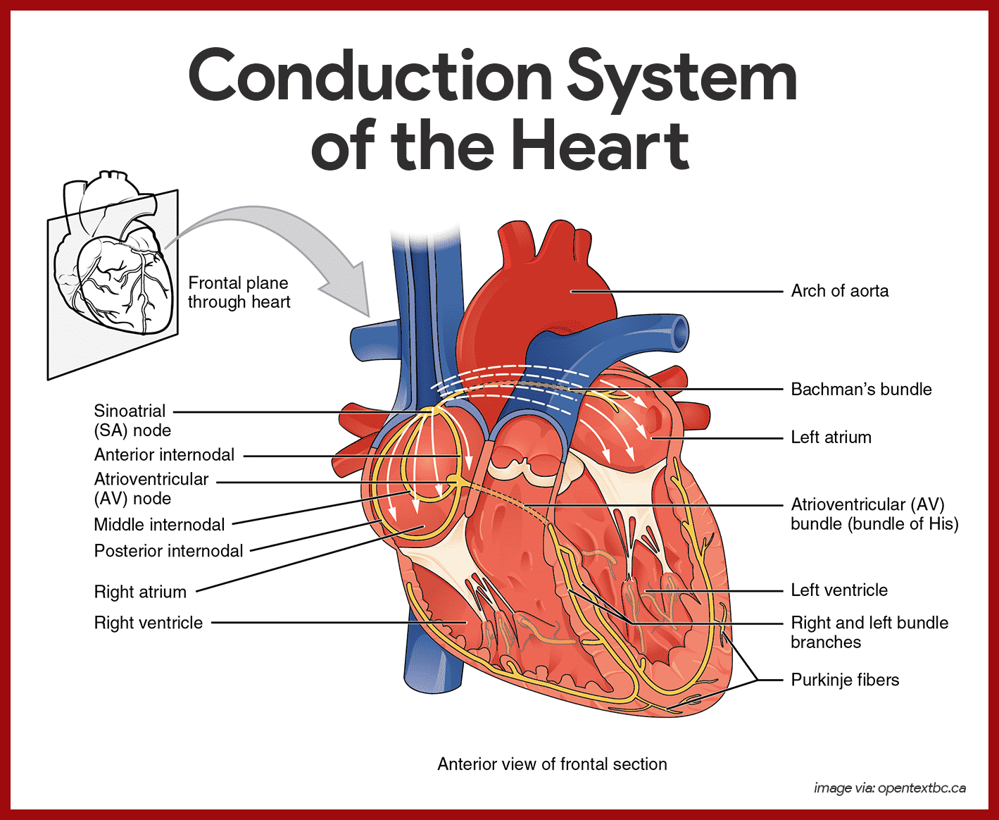 Conduction System
of the Heart
Frontal plane
through heart
Arch of aorta
Bachman's bundle
Sinoatrial
(SA) node
Left atrium
Anterior internodal
Atrioventricular
(AV) node
Atrioventricular (AV)
bundle (bundle of His)
Middle internodal
Posterior internodal
Right atrium
Left ventricle
Right ventricle
Right and left bundle
branches
Purkinje fibers
Anterior view of frontal section
image via: opentextbc.ca